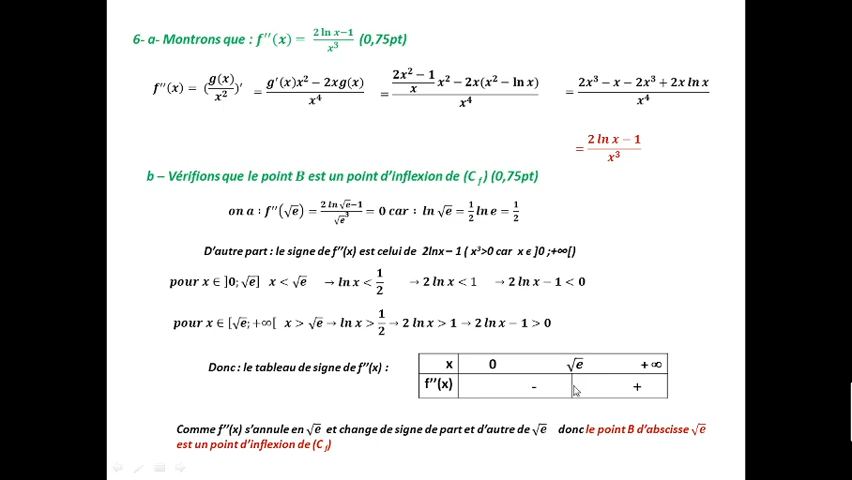 6- a- Montrons que : f′′(x) = (2 ln x−1)/x³ (0,75pt)
f′′(x) = (g(x)/x²)′ = (g′(x)x² − 2xg(x))/x⁴ = ((2x² − 1)/x x² − 2x(x² − ln x))/x⁴ = (2x³ − x − 2x³ + 2x ln x)/x⁴
= (2 ln x − 1)/x³
b – Vérifions que le point B est un point d’inflexion de (C f) (0,75pt)
on a : f′′(√e) = (2 ln √e−1)/√e³ = 0 car : ln √e = 1/2 ln e = 1/2
D’autre part : le signe de f’’(x) est celui de 2lnx – 1 ( x³>0 car x ϵ ]0 ;+∞[)
pour x ∈ ]0; √e] x < √e → ln x < 1/2 → 2 ln x < 1 → 2 ln x − 1 < 0
pour x ∈ [√e; +∞[ x > √e → ln x > 1/2 → 2 ln x > 1 → 2 ln x − 1 > 0
Donc : le tableau de signe de f’’(x) :
x 0 √e + ∞
f’’(x) - +
Comme f’’(x) s’annule en √e et change de signe de part et d’autre de √e donc le point B d’abscisse √e
est un point d’inflexion de (C f)